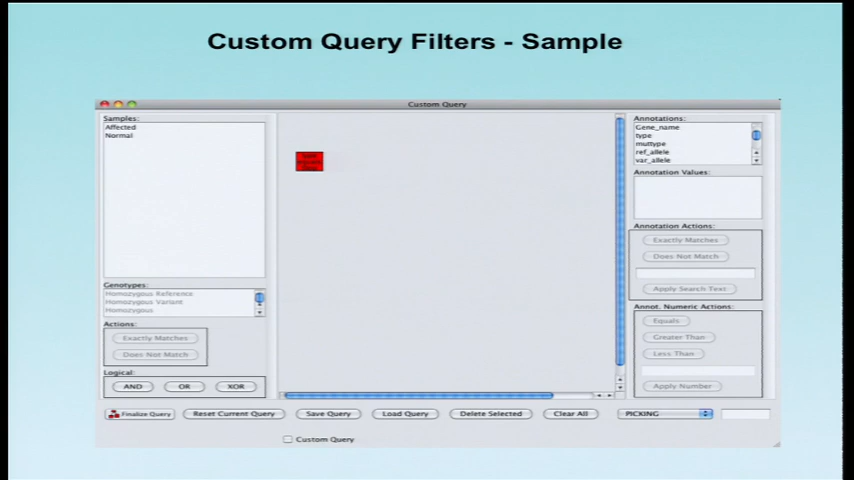 Custom Query Filters - Sample
Custom Query
Samples:
Affected
Normal
Genotypes:
Homozygous Reference
Homozygous Variant
Homozygous
Actions:
Exactly Matches
Does Not Match
Logical:
AND OR XOR
Annotations:
Gene_name
type
muttype
ref_allele
var_allele
Annotation Values:
Annotation Actions:
Exactly Matches
Does Not Match
Apply Search Text
Annot. Numeric Actions:
Equals
Greater Than
Less Than
Apply Number
Finalize Query Reset Current Query Save Query Load Query Delete Selected Clear All PICKING
Custom Query